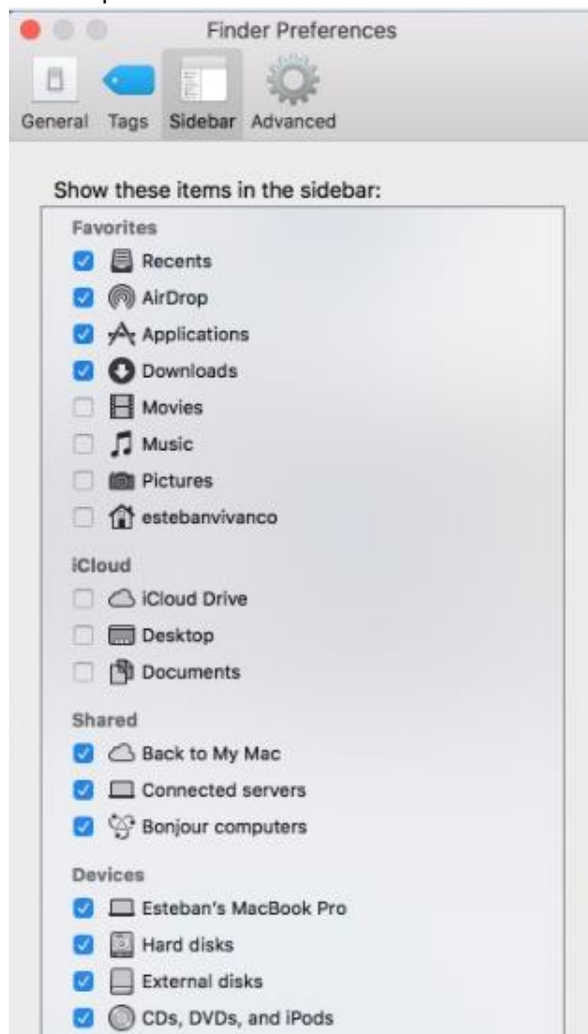 Finder Preferences
General Tags Sidebar Advanced
Show these items in the sidebar:
Favorites
Recents
AirDrop
Applications
Downloads
Movies
Music
Pictures
estebanvivanco
iCloud
iCloud Drive
Desktop
Documents
Shared
Back to My Mac
Connected servers
Bonjour computers
Devices
Esteban's MacBook Pro
Hard disks
External disks
CDs, DVDs, and iPods